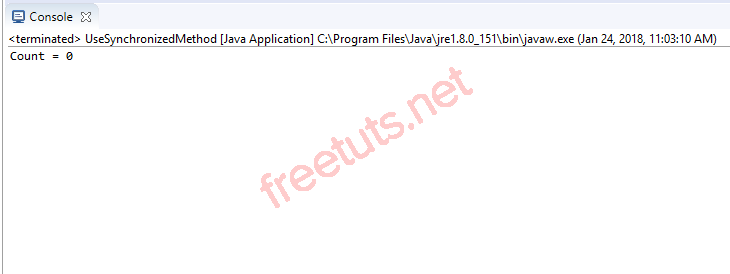 Console
<terminated> UseSynchronizedMethod [Java Application] C:\Program Files\Java\jre1.8.0_151\bin\javaw.exe (Jan 24, 2018, 11:03:10 AM)
Count = 0
freetuts.net